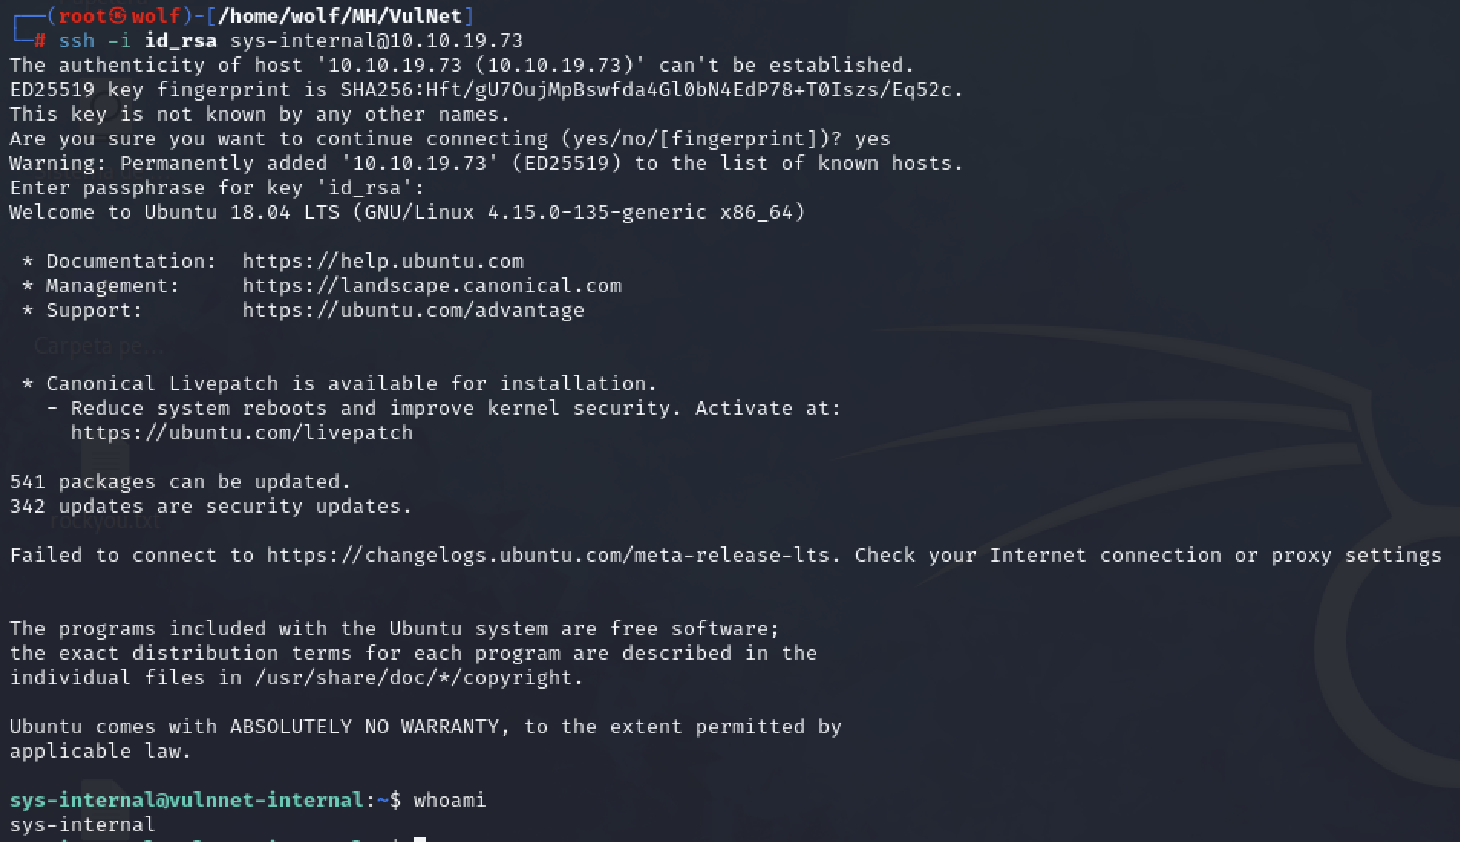 ┌──(root㉿wolf)-[/home/wolf/MH/VulNet]
└─# ssh -i id_rsa sys-internal@10.10.19.73
The authenticity of host '10.10.19.73 (10.10.19.73)' can't be established.
ED25519 key fingerprint is SHA256:Hft/gU7OujMpBswfda4Gl0bN4EdP78+T0Iszs/Eq52c.
This key is not known by any other names.
Are you sure you want to continue connecting (yes/no/[fingerprint])? yes
Warning: Permanently added '10.10.19.73' (ED25519) to the list of known hosts.
Enter passphrase for key 'id_rsa':
Welcome to Ubuntu 18.04 LTS (GNU/Linux 4.15.0-135-generic x86_64)
 * Documentation:  https://help.ubuntu.com
 * Management:     https://landscape.canonical.com
 * Support:        https://ubuntu.com/advantage
Carpeta pe...
 * Canonical Livepatch is available for installation.
   - Reduce system reboots and improve kernel security. Activate at:
     https://ubuntu.com/livepatch
541 packages can be updated.
342 updates are security updates.
rockyou.txt
Failed to connect to https://changelogs.ubuntu.com/meta-release-lts. Check your Internet connection or proxy settings
The programs included with the Ubuntu system are free software;
the exact distribution terms for each program are described in the
individual files in /usr/share/doc/*/copyright.
Ubuntu comes with ABSOLUTELY NO WARRANTY, to the extent permitted by
applicable law.
sys-internal@vulnnet-internal:~$ whoami
sys-internal